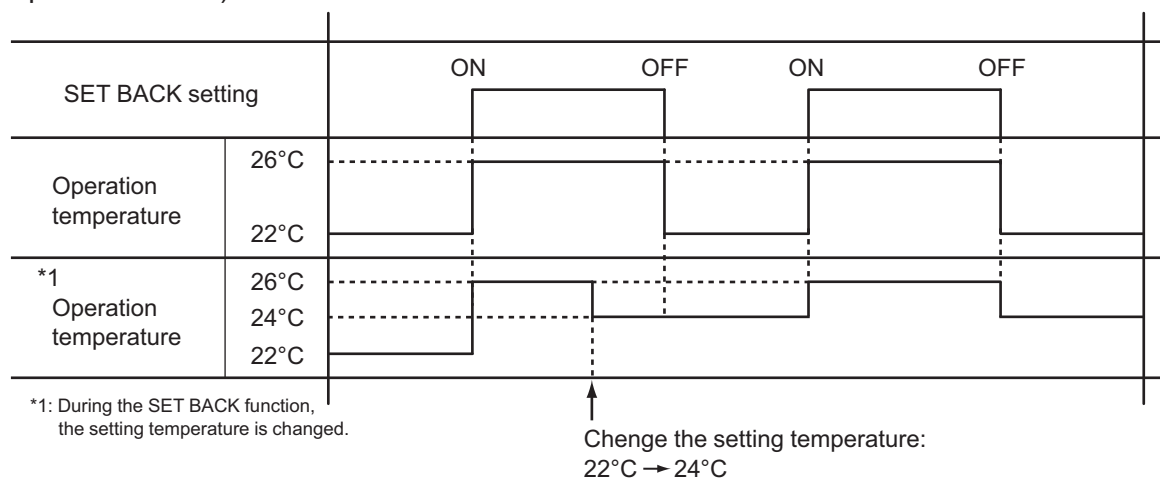 ON OFF ON OFF
SET BACK setting
26°C
Operation
temperature
22°C
*1
26°C
Operation
24°C
temperature
22°C
*1: During the SET BACK function,
the setting temperature is changed.
Chenge the setting temperature:
22°C → 24°C